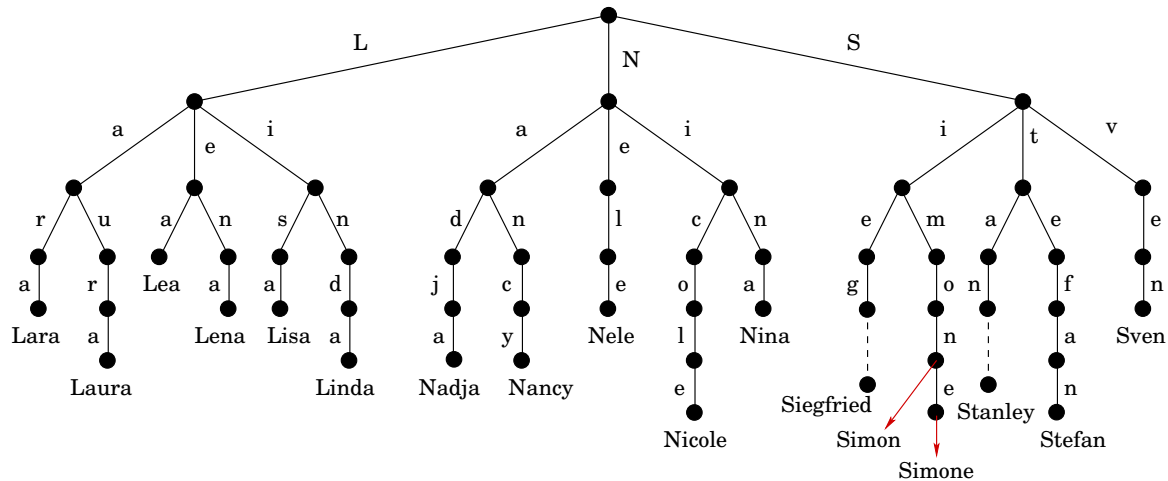 L N S
a e i a e i i t v
r u a n s n d n l c n e m a e e
a r a a d j c e o a g o n f n
Lara Lea Lena Lisa Nele Nina Sven
a a a y l n a
Laura Linda Nadja Nancy e e n
Siegfried Stanley
Nicole Simon Stefan
Simone